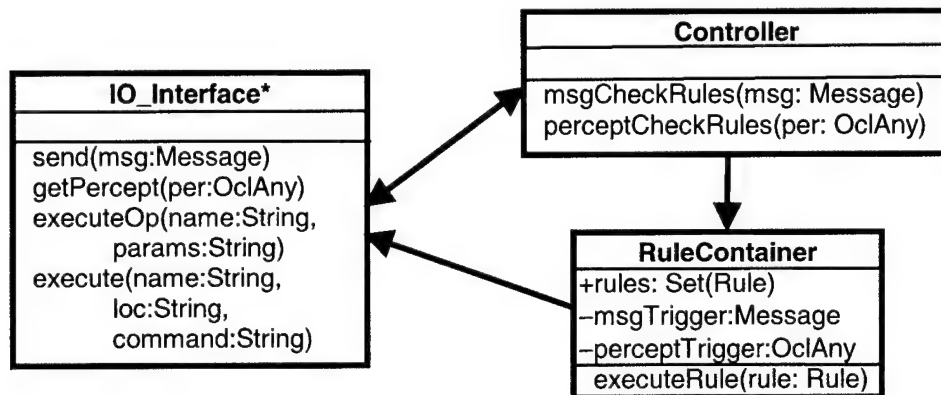 IO_Interface*
send(msg:Message)
getPercept(per:OclAny)
executeOp(name:String,
params:String)
execute(name:String,
loc:String,
command:String)
Controller
msgCheckRules(msg: Message)
perceptCheckRules(per: OclAny)
RuleContainer
+rules: Set(Rule)
–msgTrigger:Message
–perceptTrigger:OclAny
executeRule(rule: Rule)